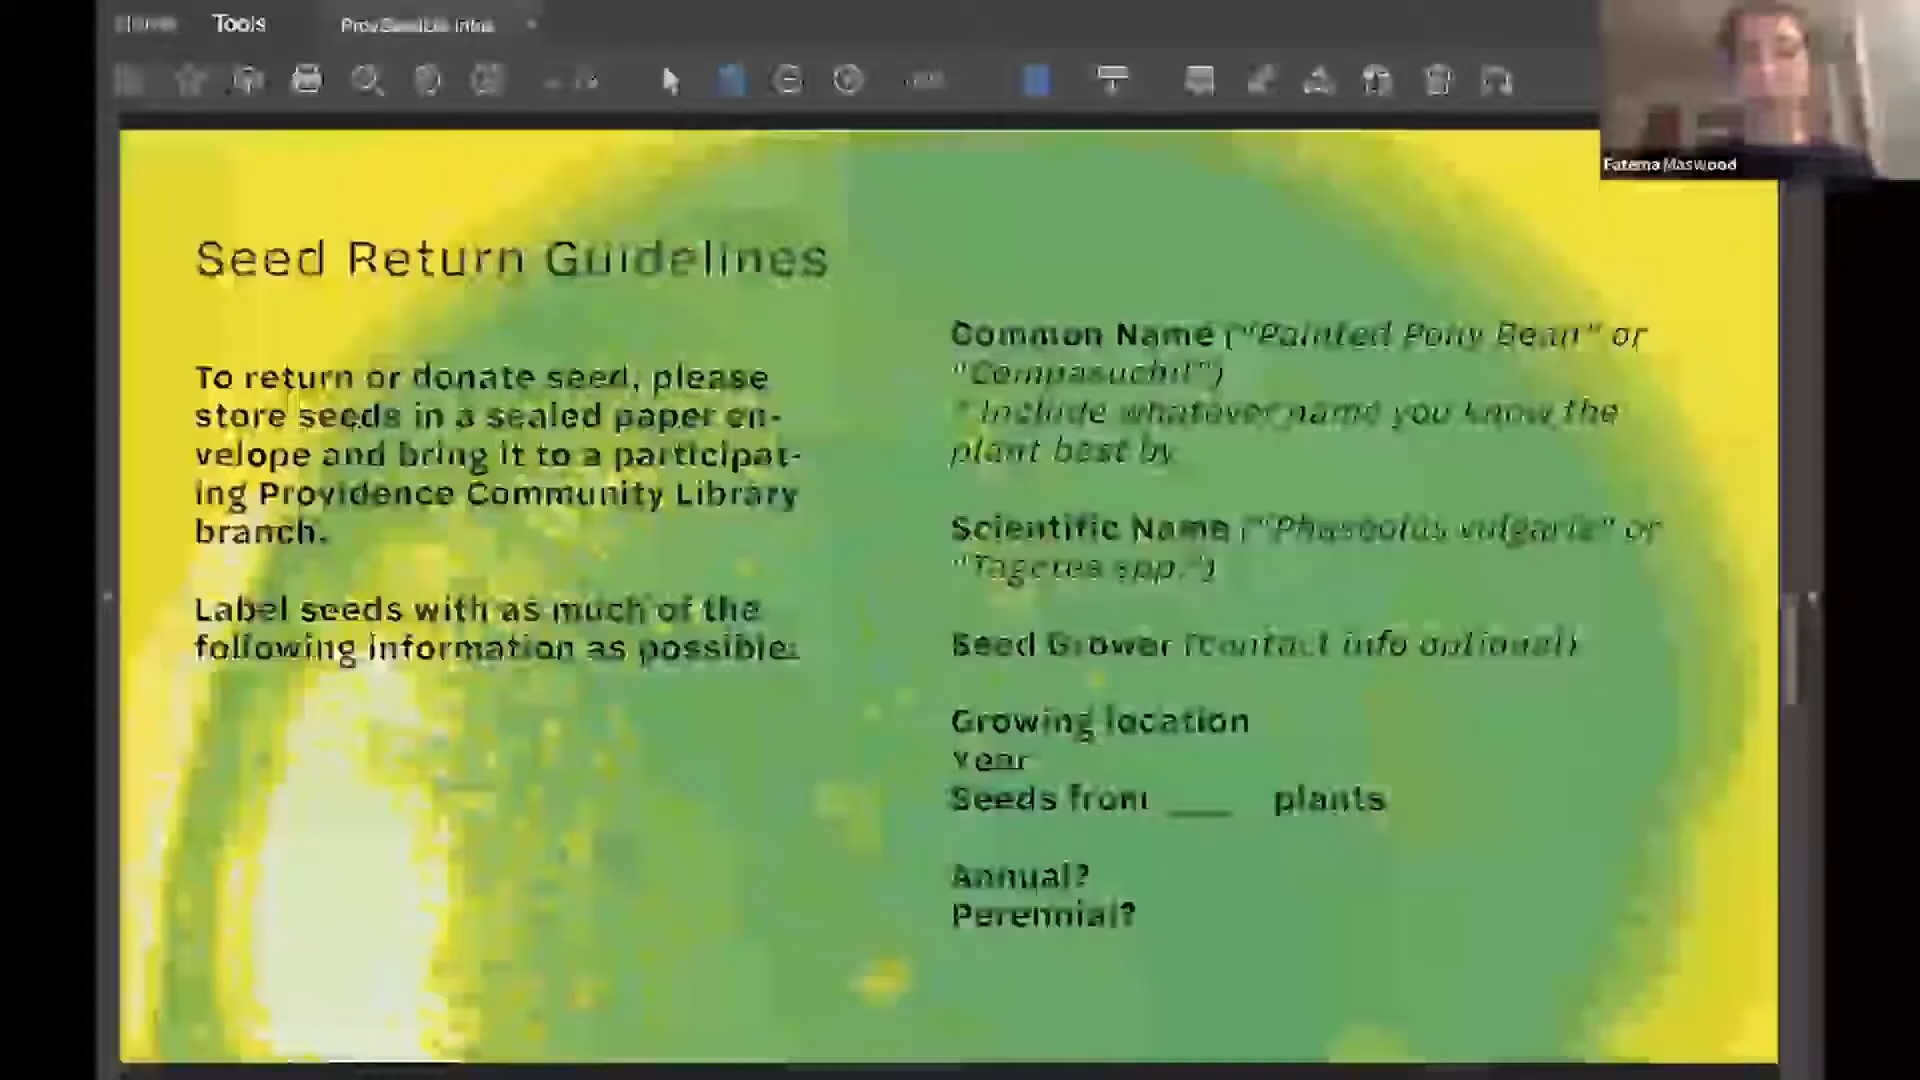 Home
Tools
Fatema Maswood
Seed Return Guidelines
To return or donate seed, please
store seeds in a sealed paper en-
velope and bring it to a participat-
ing Providence Community Library
branch.
Label seeds with as much of the
following information as possible:
Common Name ("Painted Pony Bean" or
"Cempasuchil")
* Include whatever name you know the
plant best by.
Scientific Name ("Phaseolus vulgaris" or
"Tagetes spp.")
Seed Grower (contact info optional)
Growing location
Year
Seeds from ___ plants
Annual?
Perennial?